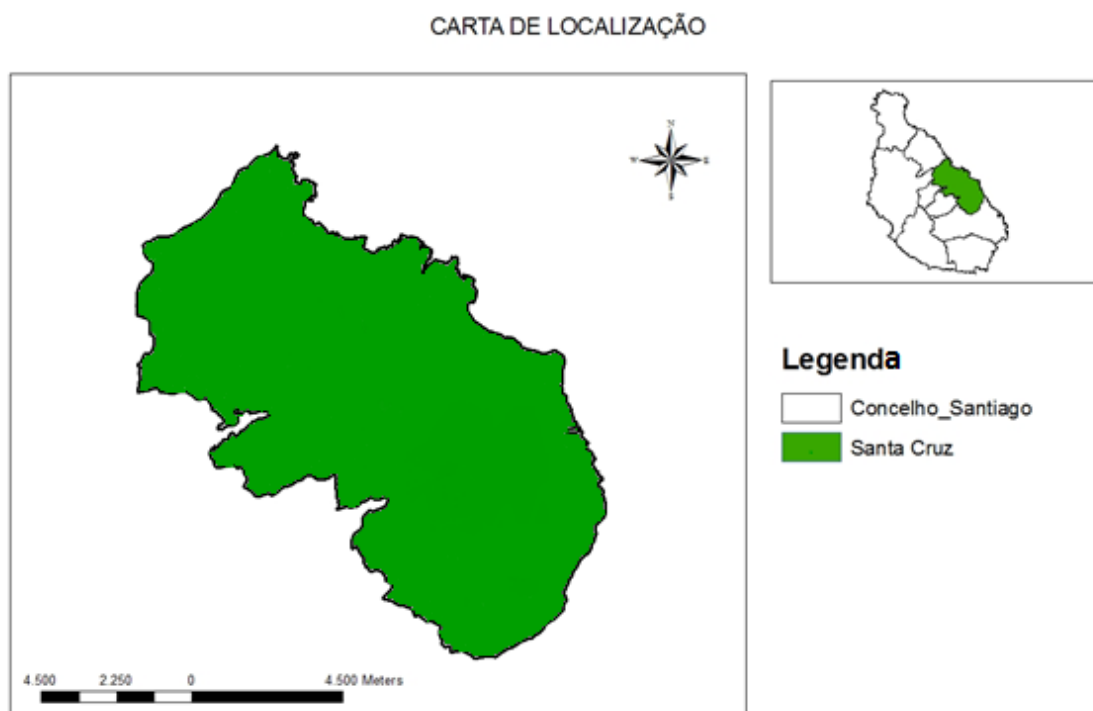 CARTA DE LOCALIZAÇÃO
N
W E
S
Legenda
Concelho_Santiago
Santa Cruz
4.500 2.250 0 4.500 Meters